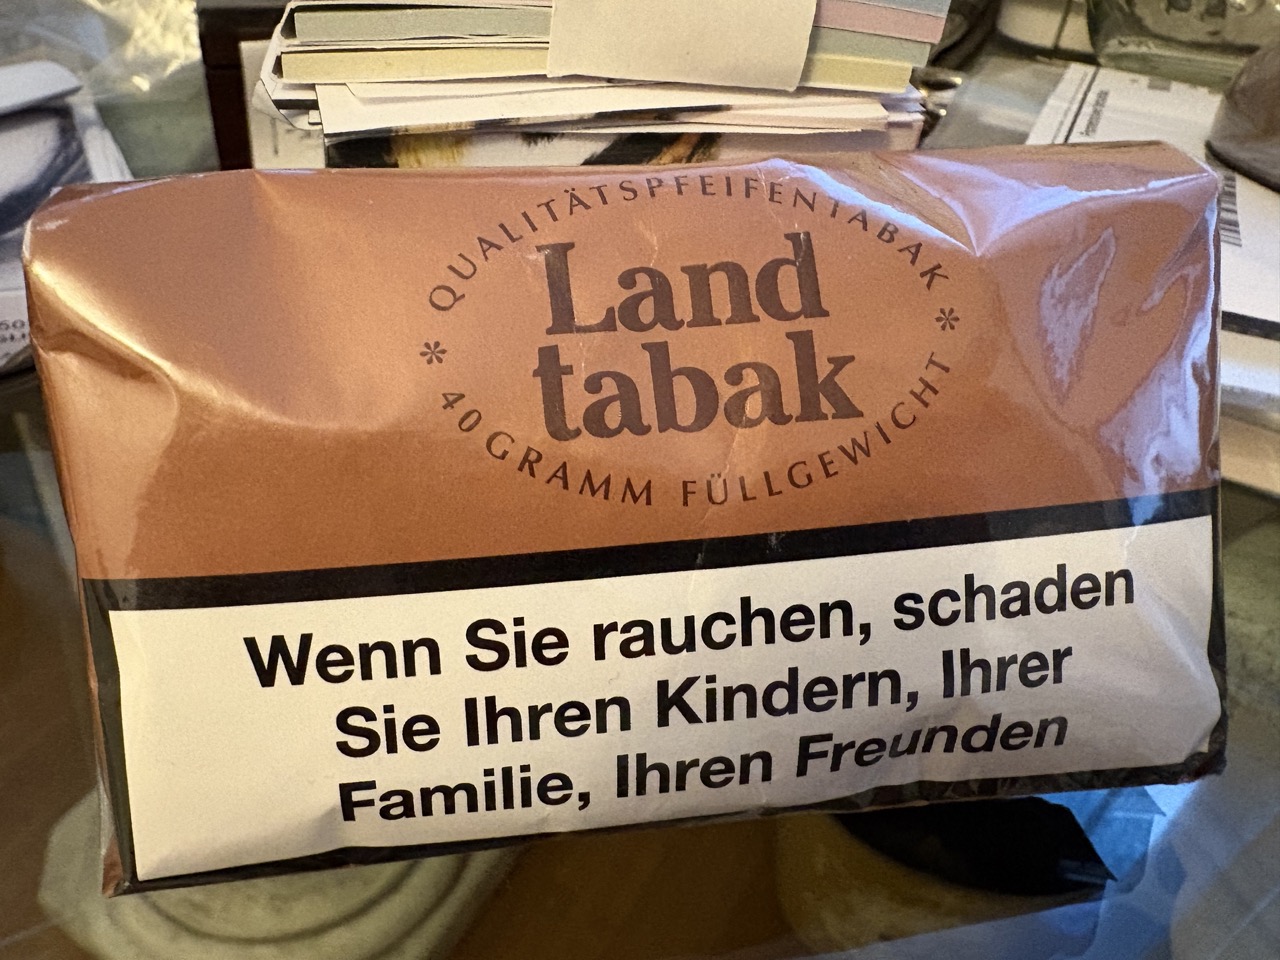 QUALITÄTSPFEIFENTABAK
Land
tabak
* 40 GRAMM FÜLLGEWICHT *
Wenn Sie rauchen, schaden
Sie Ihren Kindern, Ihrer
Familie, Ihren Freunden